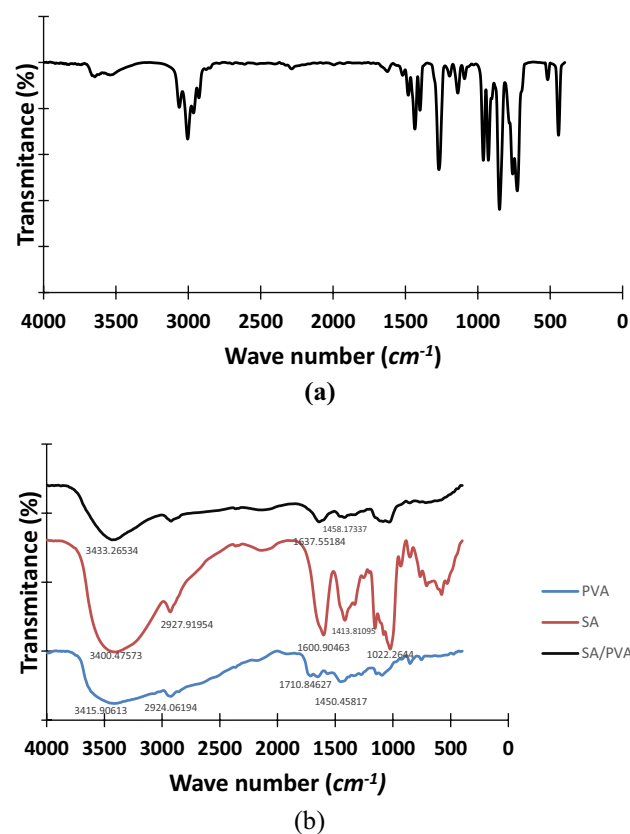 Transmitance (%)
4000 3500 3000 2500 2000 1500 1000 500 0
Wave number (cm-1)
(a)
Transmitance (%)
1458.17337
3433.26534 1637.55184
2927.91954
1413.81095
3400.47573 1600.90463 1022.2644
1710.84627
3415.90613 2924.06194 1450.45817
PVA
SA
SA/PVA
4000 3500 3000 2500 2000 1500 1000 500 0
Wave number (cm-1)
(b)